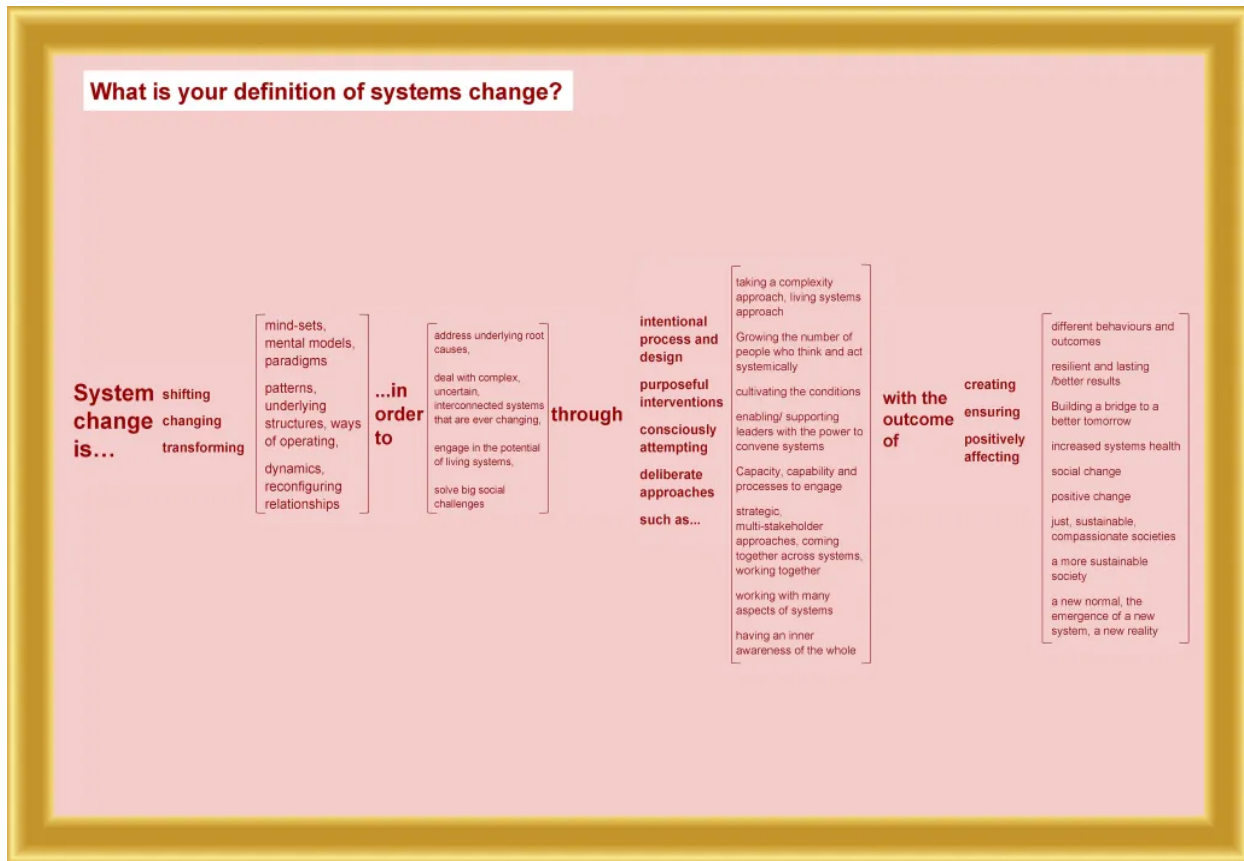 What is your definition of systems change?
System
change
is...
shifting
changing
transforming
mind-sets,
mental models,
paradigms
patterns,
underlying
structures, ways
of operating,
dynamics,
reconfiguring
relationships
...in
order
to
address underlying root
causes,
deal with complex,
uncertain,
interconnected systems
that are ever changing,
engage in the potential
of living systems,
solve big social
challenges
through
intentional
process and
design
purposeful
interventions
consciously
attempting
deliberate
approaches
such as...
taking a complexity
approach, living systems
approach
Growing the number of
people who think and act
systemically
cultivating the conditions
enabling/ supporting
leaders with the power to
convene systems
Capacity, capability and
processes to engage
strategic,
multi-stakeholder
approaches, coming
together across systems,
working together
working with many
aspects of systems
having an inner
awareness of the whole
with the
outcome
of
creating
ensuring
positively
affecting
different behaviours and
outcomes
resilient and lasting
/better results
Building a bridge to a
better tomorrow
increased systems health
social change
positive change
just, sustainable,
compassionate societies
a more sustainable
society
a new normal, the
emergence of a new
system, a new reality